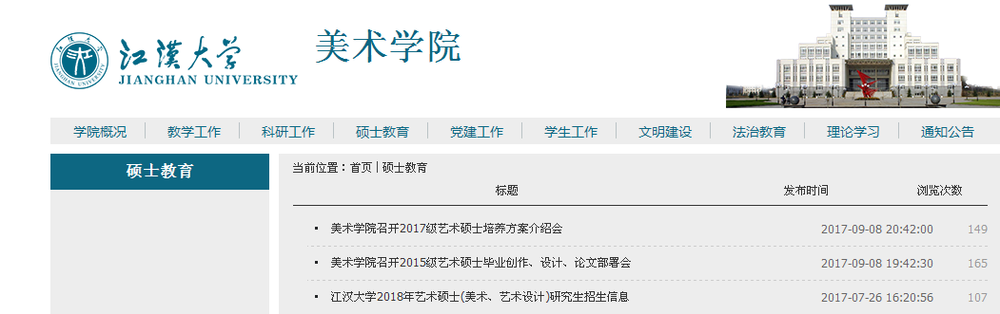 江漢大学 美术学院
JIANGHAN UNIVERSITY
学院概况 教学工作 科研工作 硕士教育 党建工作 学生工作 文明建设 法治教育 理论学习 通知公告
硕士教育
当前位置：首页 | 硕士教育
标题 发布时间 浏览次数
美术学院召开2017级艺术硕士培养方案介绍会 2017-09-08 20:42:00 149
美术学院召开2015级艺术硕士毕业创作、设计、论文部署会 2017-09-08 19:42:30 165
江汉大学2018年艺术硕士(美术、艺术设计)研究生招生信息 2017-07-26 16:20:56 107